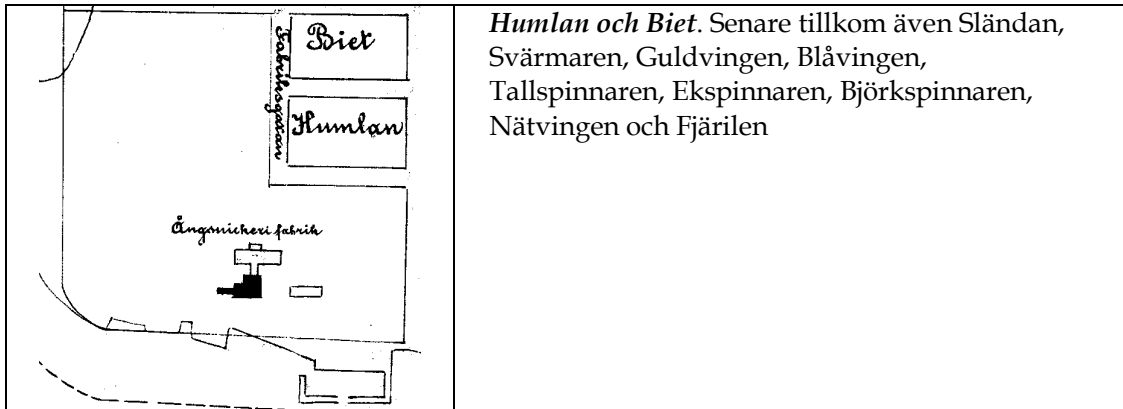 Biet
Fabriksgatan
Humlan
Ångsnickeri fabrik
Humlan och Biet. Senare tillkom även Sländan,
Svärmaren, Guldvingen, Blåvingen,
Tallspinnaren, Ekspinnaren, Björkspinnaren,
Nätvingen och Fjärilen